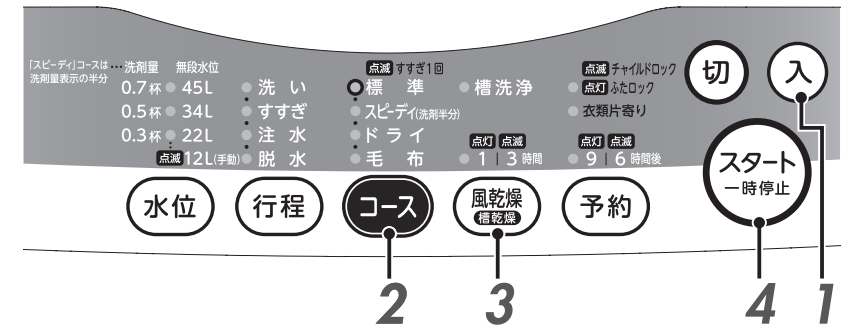 「スピーディ」コースは…
洗剤量表示の半分
洗剤量 無段水位
0.7杯 45L
0.5杯 34L
0.3杯 22L
点滅 12L(手動)
洗い
すすぎ
注水
脱水
点滅 すすぎ1回
標準
スピーディ(洗剤半分)
ドライ
毛布
槽洗浄
点灯 点滅
1 | 3 時間
点滅 チャイルドロック
点灯 ふたロック
衣類片寄り
点灯 点滅
9 | 6 時間後
切
入
水位
行程
コース
風乾燥
槽乾燥
予約
スタート
一時停止
2
3
4
1